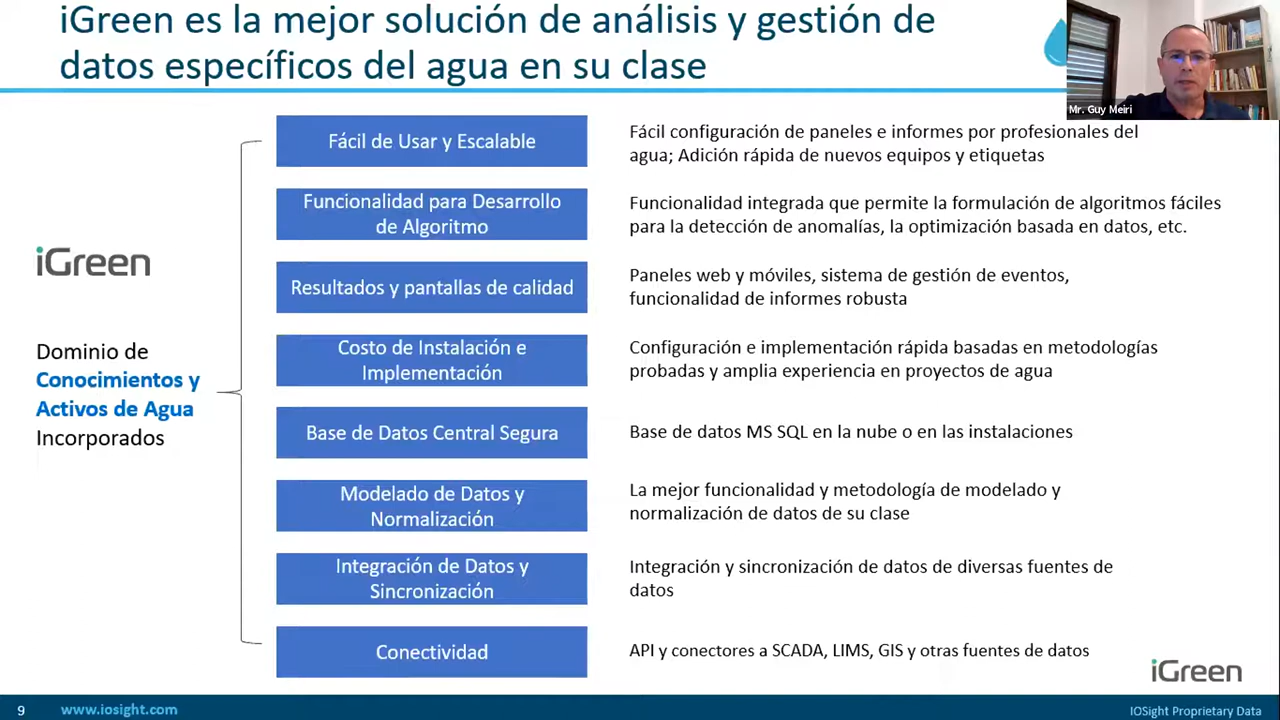 iGreen es la mejor solución de análisis y gestión de
datos específicos del agua en su clase
Mr. Guy Meiri
iGreen
Dominio de
Conocimientos y
Activos de Agua
Incorporados
Fácil de Usar y Escalable
Fácil configuración de paneles e informes por profesionales del
agua; Adición rápida de nuevos equipos y etiquetas
Funcionalidad para Desarrollo
de Algoritmo
Funcionalidad integrada que permite la formulación de algoritmos fáciles
para la detección de anomalías, la optimización basada en datos, etc.
Resultados y pantallas de calidad
Paneles web y móviles, sistema de gestión de eventos,
funcionalidad de informes robusta
Costo de Instalación e
Implementación
Configuración e implementación rápida basadas en metodologías
probadas y amplia experiencia en proyectos de agua
Base de Datos Central Segura
Base de datos MS SQL en la nube o en las instalaciones
Modelado de Datos y
Normalización
La mejor funcionalidad y metodología de modelado y
normalización de datos de su clase
Integración de Datos y
Sincronización
Integración y sincronización de datos de diversas fuentes de
datos
Conectividad
API y conectores a SCADA, LIMS, GIS y otras fuentes de datos
iGreen
9
www.iosight.com
IOSight Proprietary Data